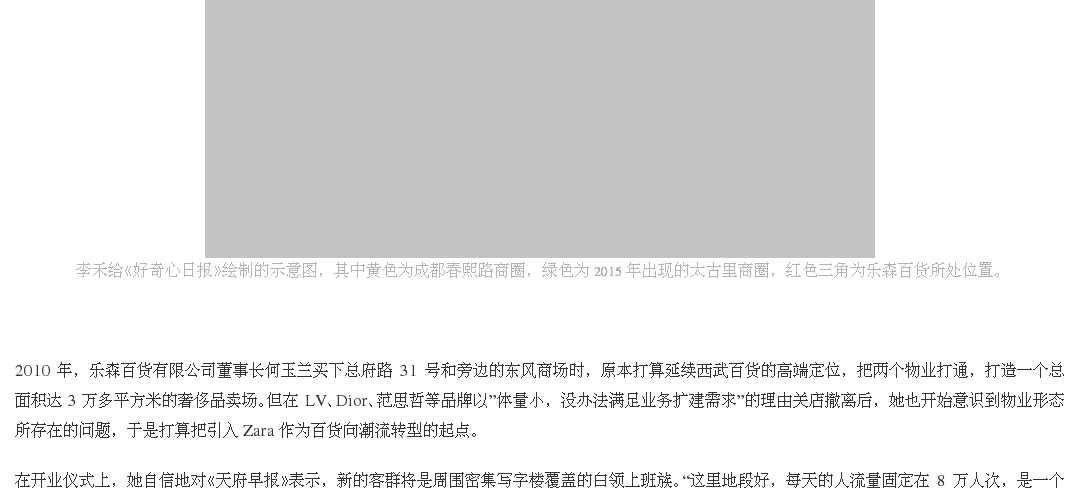 李禾给《好奇心日报》绘制的示意图，其中黄色为成都春熙路商圈，绿色为 2015 年出现的太古里商圈，红色三角为乐森百货所处位置。
2010 年，乐森百货有限公司董事长何玉兰买下总府路 31 号和旁边的东风商场时，原本打算延续西武百货的高端定位，把两个物业打通，打造一个总
面积达 3 万多平方米的奢侈品卖场。但在 LV、Dior、范思哲等品牌以”体量小，没办法满足业务扩建需求”的理由关店撤离后，她也开始意识到物业形态
所存在的问题，于是打算把引入 Zara 作为百货向潮流转型的起点。
在开业仪式上，她自信地对《天府早报》表示，新的客群将是周围密集写字楼覆盖的白领上班族。“这里地段好，每天的人流量固定在 8 万人次，是一个